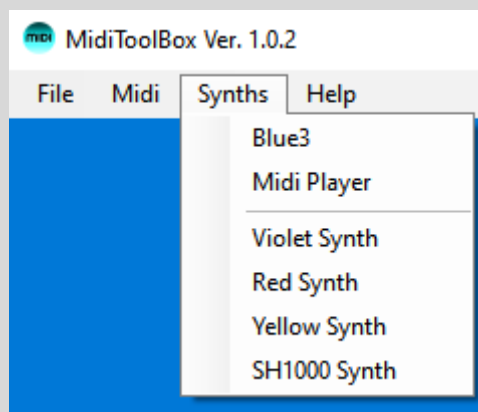 midi MidiToolBox Ver. 1.0.2
File Midi Synths Help
Blue3
Midi Player
Violet Synth
Red Synth
Yellow Synth
SH1000 Synth